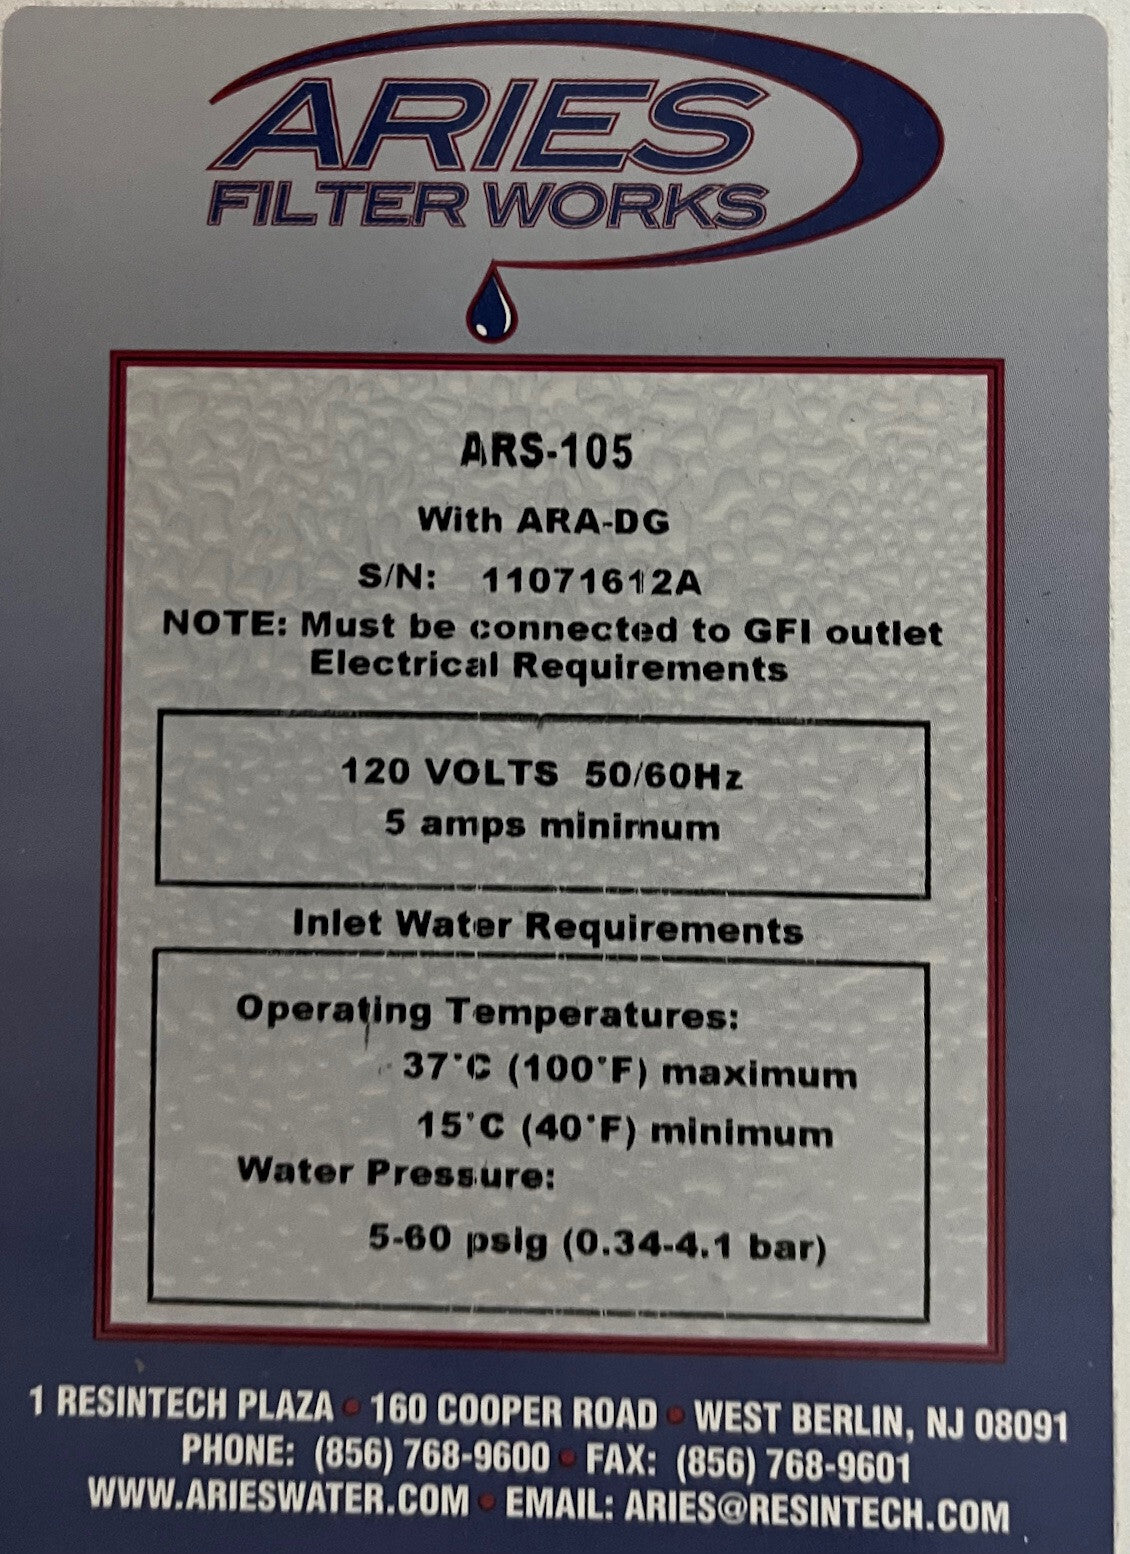 ARIES
FILTER WORKS
ARS-105
With ARA-DG
S/N: 11071612A
NOTE: Must be connected to GFI outlet
Electrical Requirements
120 VOLTS 50/60Hz
5 amps minimum
Inlet Water Requirements
Operating Temperatures:
37°C (100°F) maximum
15°C (40°F) minimum
Water Pressure:
5-60 psig (0.34-4.1 bar)
1 RESINTECH PLAZA • 160 COOPER ROAD • WEST BERLIN, NJ 08091
PHONE: (856) 768-9600 • FAX: (856) 768-9601
WWW.ARIESWATER.COM • EMAIL: ARIES@RESINTECH.COM